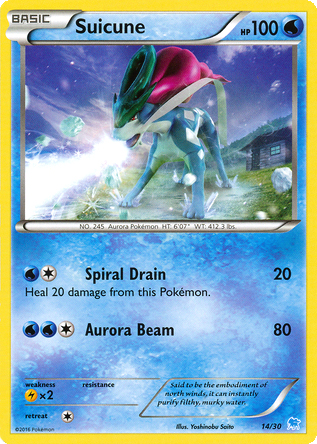 BASIC
Suicune
HP 100
NO. 245 Aurora Pokémon HT: 6'07" WT: 412.3 lbs.
Spiral Drain 20
Heal 20 damage from this Pokémon.
Aurora Beam 80
weakness resistance
×2
Said to be the embodiment of
north winds, it can instantly
purify filthy, murky water.
retreat
©2016 Pokémon
Illus. Yoshinobu Saito
14/30